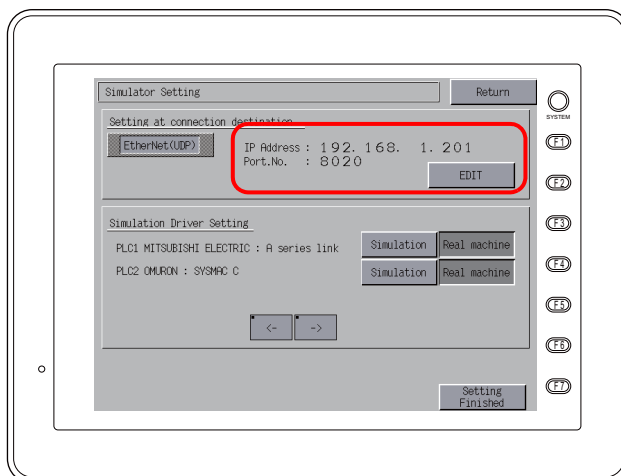 Simulator Setting
Return
SYSTEM
Setting at connection destination
EtherNet(UDP)
IP Address : 192. 168. 1. 201
Port.No. : 8020
EDIT
F1
F2
Simulation Driver Setting
F3
PLC1 MITSUBISHI ELECTRIC : A series link
Simulation
Real machine
PLC2 OMURON : SYSMAC C
Simulation
Real machine
F4
F5
<-
->
F6
Setting
Finished
F7